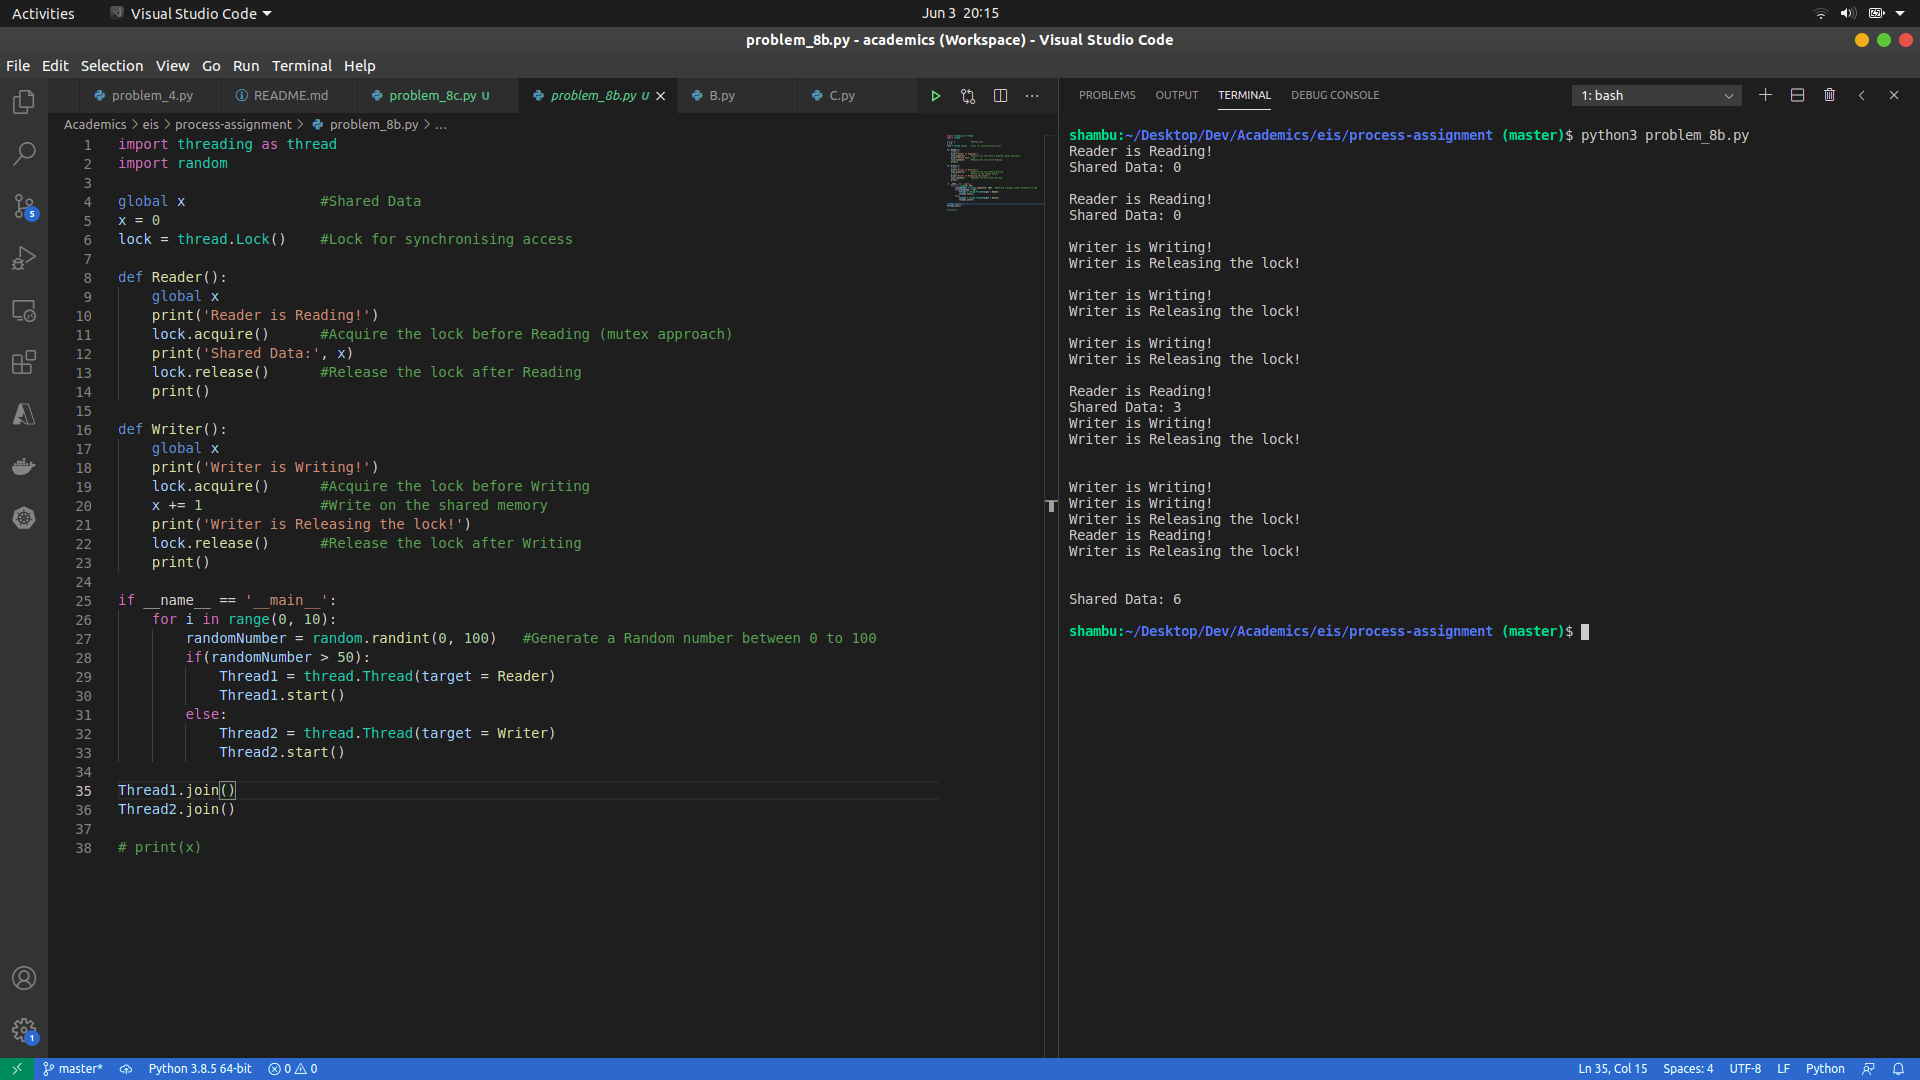 Activities Visual Studio Code Jun 3 20:15
problem_8b.py - academics (Workspace) - Visual Studio Code
File Edit Selection View Go Run Terminal Help
problem_4.py README.md problem_8c.py U problem_8b.py U B.py C.py
Academics > eis > process-assignment > problem_8b.py > ...
1 import threading as thread
2 import random
3
4 global x #Shared Data
5 x = 0
6 lock = thread.Lock() #Lock for synchronising access
7
8 def Reader():
9 global x
10 print('Reader is Reading!')
11 lock.acquire() #Acquire the lock before Reading (mutex approach)
12 print('Shared Data:', x)
13 lock.release() #Release the lock after Reading
14 print()
15
16 def Writer():
17 global x
18 print('Writer is Writing!')
19 lock.acquire() #Acquire the lock before Writing
20 x += 1 #Write on the shared memory
21 print('Writer is Releasing the lock!')
22 lock.release() #Release the lock after Writing
23 print()
24
25 if __name__ == '__main__':
26 for i in range(0, 10):
27 randomNumber = random.randint(0, 100) #Generate a Random number between 0 to 100
28 if(randomNumber > 50):
29 Thread1 = thread.Thread(target = Reader)
30 Thread1.start()
31 else:
32 Thread2 = thread.Thread(target = Writer)
33 Thread2.start()
34
35 Thread1.join()
36 Thread2.join()
37
38 # print(x)
PROBLEMS OUTPUT TERMINAL DEBUG CONSOLE 1: bash
shambu:~/Desktop/Dev/Academics/eis/process-assignment (master)$ python3 problem_8b.py
Reader is Reading!
Shared Data: 0
Reader is Reading!
Shared Data: 0
Writer is Writing!
Writer is Releasing the lock!
Writer is Writing!
Writer is Releasing the lock!
Writer is Writing!
Writer is Releasing the lock!
Reader is Reading!
Shared Data: 3
Writer is Writing!
Writer is Releasing the lock!
Writer is Writing!
Writer is Writing!
Writer is Releasing the lock!
Reader is Reading!
Writer is Releasing the lock!
Shared Data: 6
shambu:~/Desktop/Dev/Academics/eis/process-assignment (master)$
5
1
master* Python 3.8.5 64-bit 0 0 Ln 35, Col 15 Spaces: 4 UTF-8 LF Python